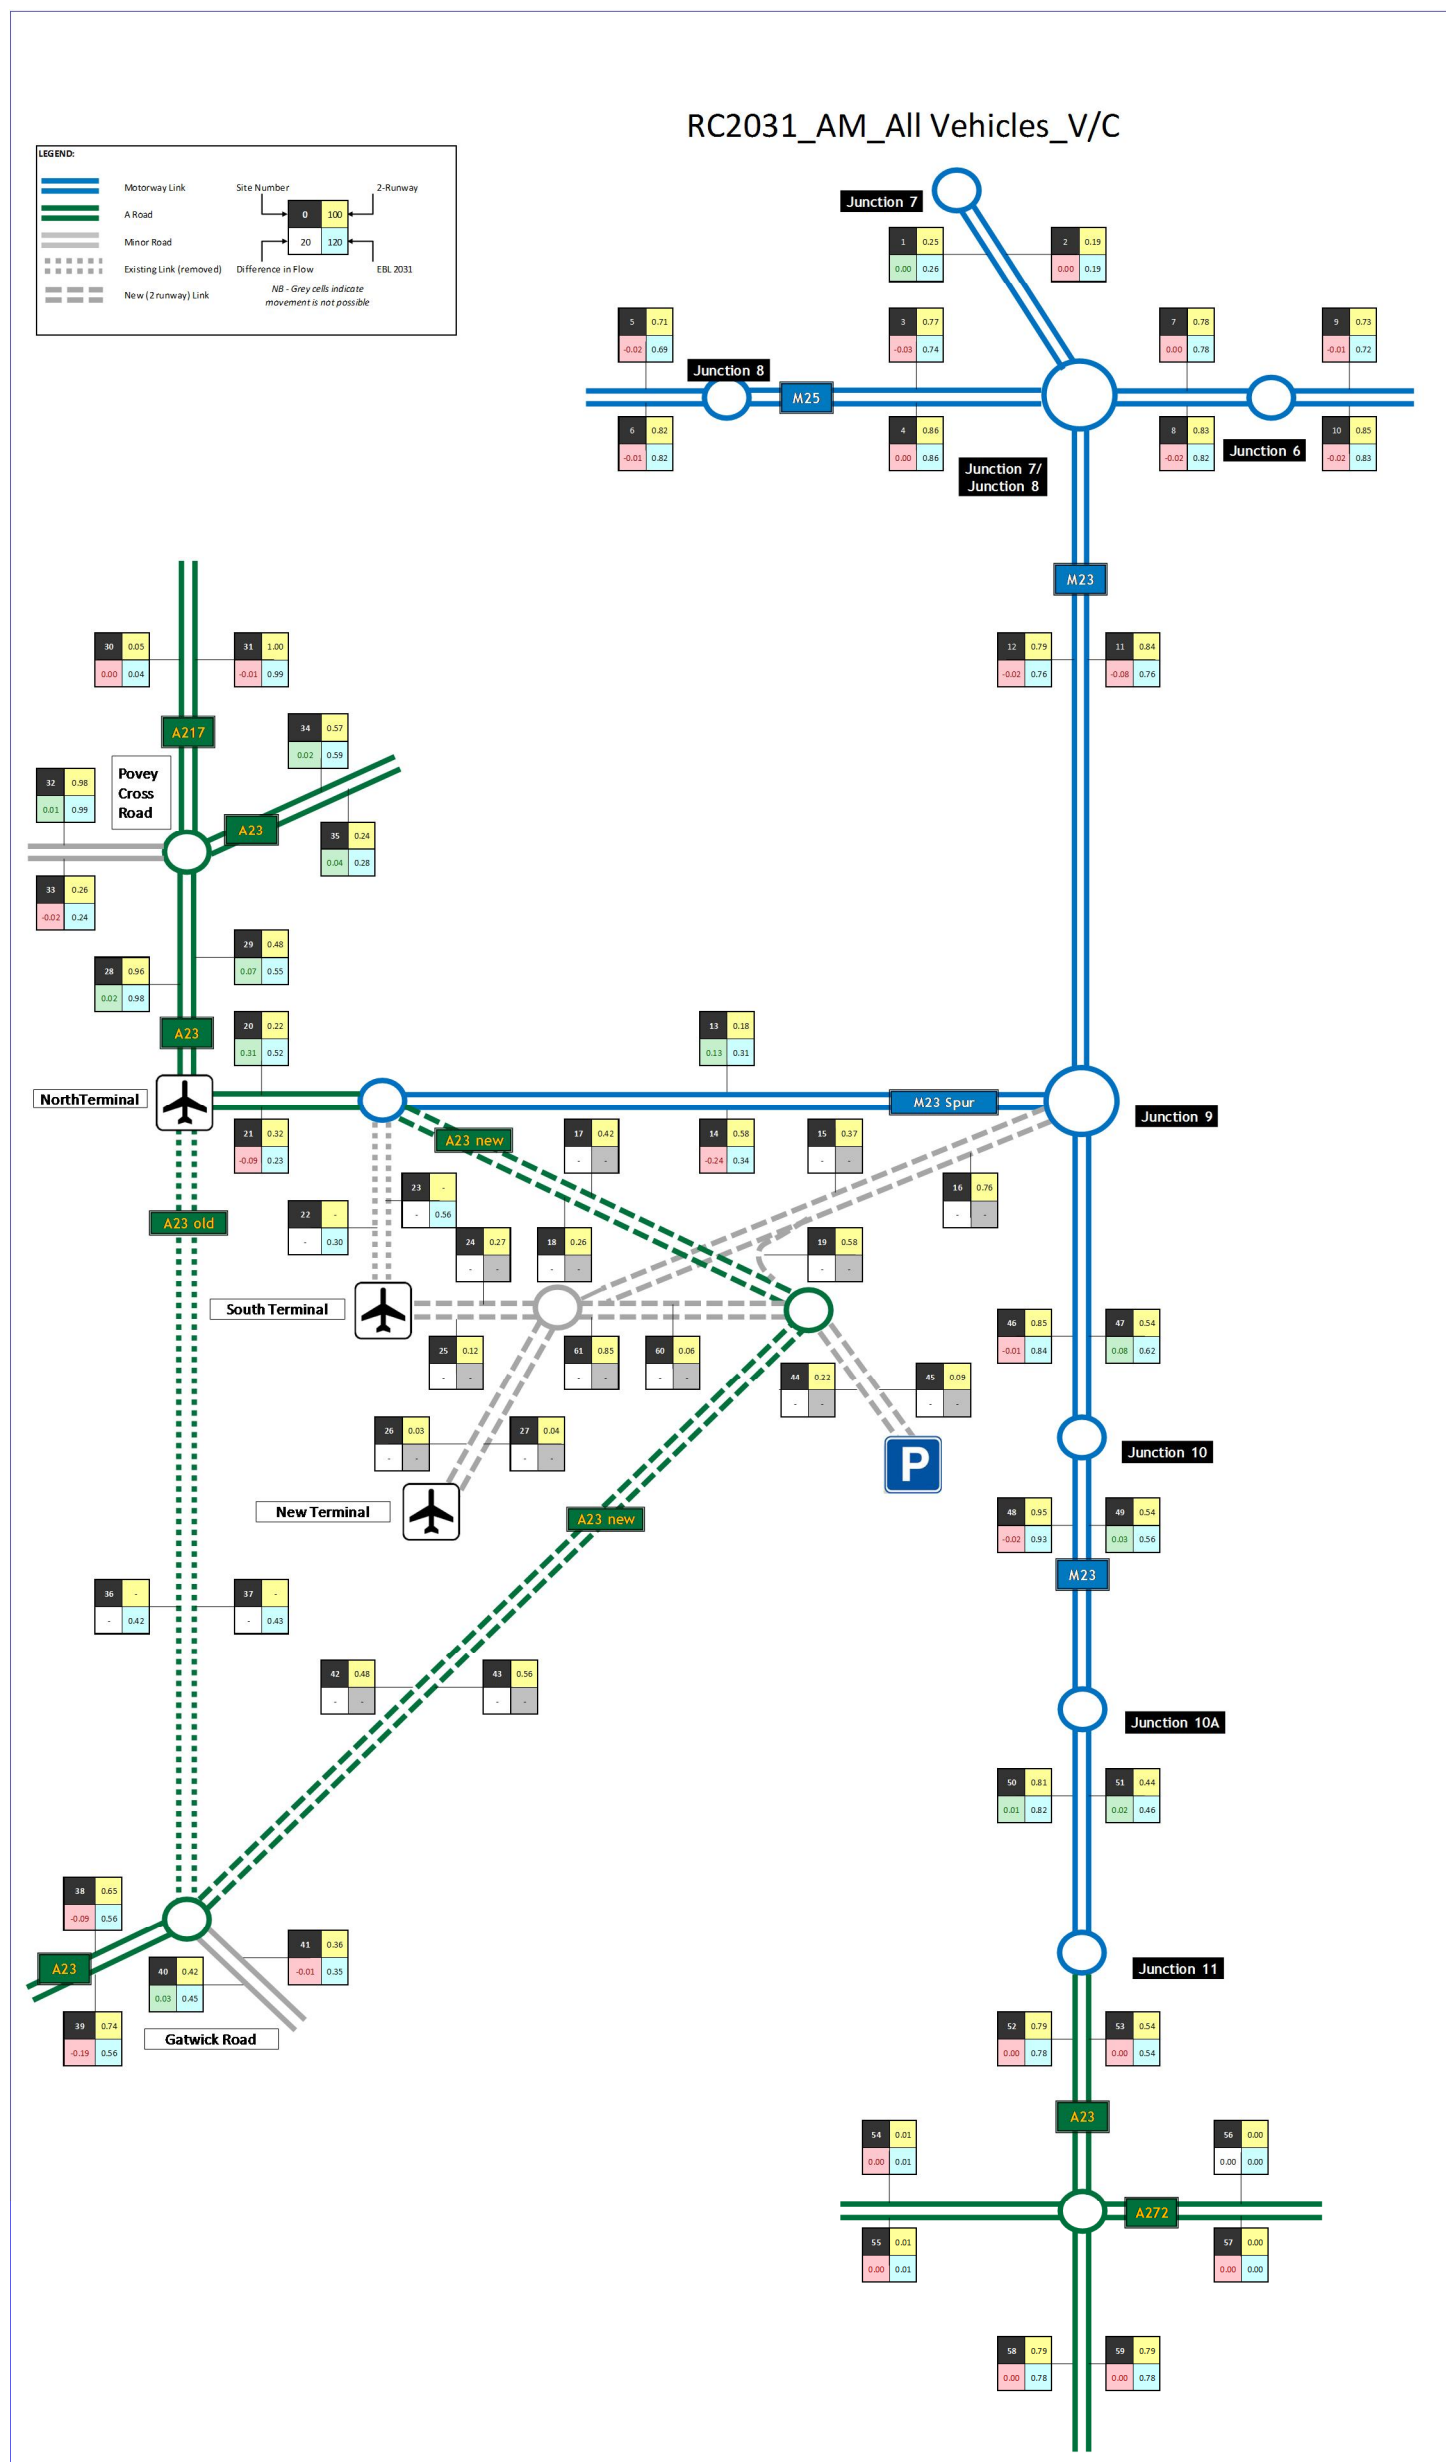 RC2031_AM_All Vehicles_V/C
LEGEND:
Motorway Link
A Road
Minor Road
Existing Link (removed)
New (2 runway) Link
Site Number
2-Runway
0 100
20 120
Difference in Flow
EBL 2031
NB - Grey cells indicate
movement is not possible
Junction 7
1 0.25
0.00 0.26
2 0.19
0.00 0.19
5 0.71
-0.02 0.69
3 0.77
-0.03 0.74
7 0.78
0.00 0.78
9 0.73
-0.01 0.72
Junction 8
M25
6 0.82
-0.01 0.82
4 0.86
0.00 0.86
8 0.83
-0.02 0.82
10 0.85
-0.02 0.83
Junction 6
Junction 7/
Junction 8
M23
12 0.79
-0.02 0.76
11 0.84
-0.08 0.76
30 0.05
0.00 0.04
31 1.00
-0.01 0.99
A217
34 0.57
0.02 0.59
Povey
Cross
Road
32 0.98
0.01 0.99
A23
35 0.24
0.04 0.28
33 0.26
-0.02 0.24
29 0.48
0.07 0.55
28 0.96
0.02 0.98
A23
20 0.22
0.31 0.52
13 0.18
0.13 0.31
NorthTerminal
M23 Spur
Junction 9
21 0.32
-0.09 0.23
A23 new
17 0.42
- -
14 0.58
-0.24 0.34
15 0.37
- -
16 0.76
- -
23 -
- 0.56
22 -
- 0.30
A23 old
24 0.27
- -
18 0.26
- -
19 0.58
- -
South Terminal
46 0.85
-0.01 0.84
47 0.54
0.08 0.62
25 0.12
- -
61 0.85
- -
60 0.06
- -
44 0.22
- -
45 0.09
- -
26 0.03
- -
27 0.04
- -
P
Junction 10
New Terminal
A23 new
48 0.95
-0.02 0.93
49 0.54
0.03 0.56
M23
36 -
- 0.42
37 -
- 0.43
42 0.48
- -
43 0.56
- -
Junction 10A
50 0.81
0.01 0.82
51 0.44
0.02 0.46
38 0.65
-0.09 0.56
41 0.36
-0.01 0.35
A23
40 0.42
0.03 0.45
Junction 11
39 0.74
-0.19 0.56
Gatwick Road
52 0.79
0.00 0.78
53 0.54
0.00 0.54
A23
54 0.01
0.00 0.01
56 0.00
0.00 0.00
A272
55 0.01
0.00 0.01
57 0.00
0.00 0.00
58 0.79
0.00 0.78
59 0.79
0.00 0.78